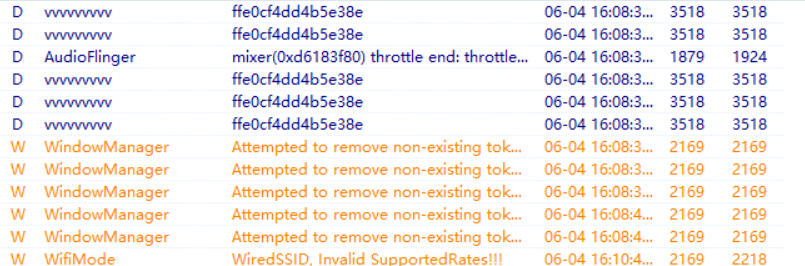 D vvvvvvvvv ffe0cf4dd4b5e38e 06-04 16:08:3... 3518 3518
D vvvvvvvvv ffe0cf4dd4b5e38e 06-04 16:08:3... 3518 3518
D AudioFlinger mixer(0xd6183f80) throttle end: throttle... 06-04 16:08:3... 1879 1924
D vvvvvvvvv ffe0cf4dd4b5e38e 06-04 16:08:3... 3518 3518
D vvvvvvvvv ffe0cf4dd4b5e38e 06-04 16:08:3... 3518 3518
D vvvvvvvvv ffe0cf4dd4b5e38e 06-04 16:08:3... 3518 3518
W WindowManager Attempted to remove non-existing tok... 06-04 16:08:3... 2169 2169
W WindowManager Attempted to remove non-existing tok... 06-04 16:08:3... 2169 2169
W WindowManager Attempted to remove non-existing tok... 06-04 16:08:3... 2169 2169
W WindowManager Attempted to remove non-existing tok... 06-04 16:08:4... 2169 2169
W WindowManager Attempted to remove non-existing tok... 06-04 16:08:4... 2169 2169
W WifiMode WiredSSID, Invalid SupportedRates!!! 06-04 16:10:4... 2169 2218